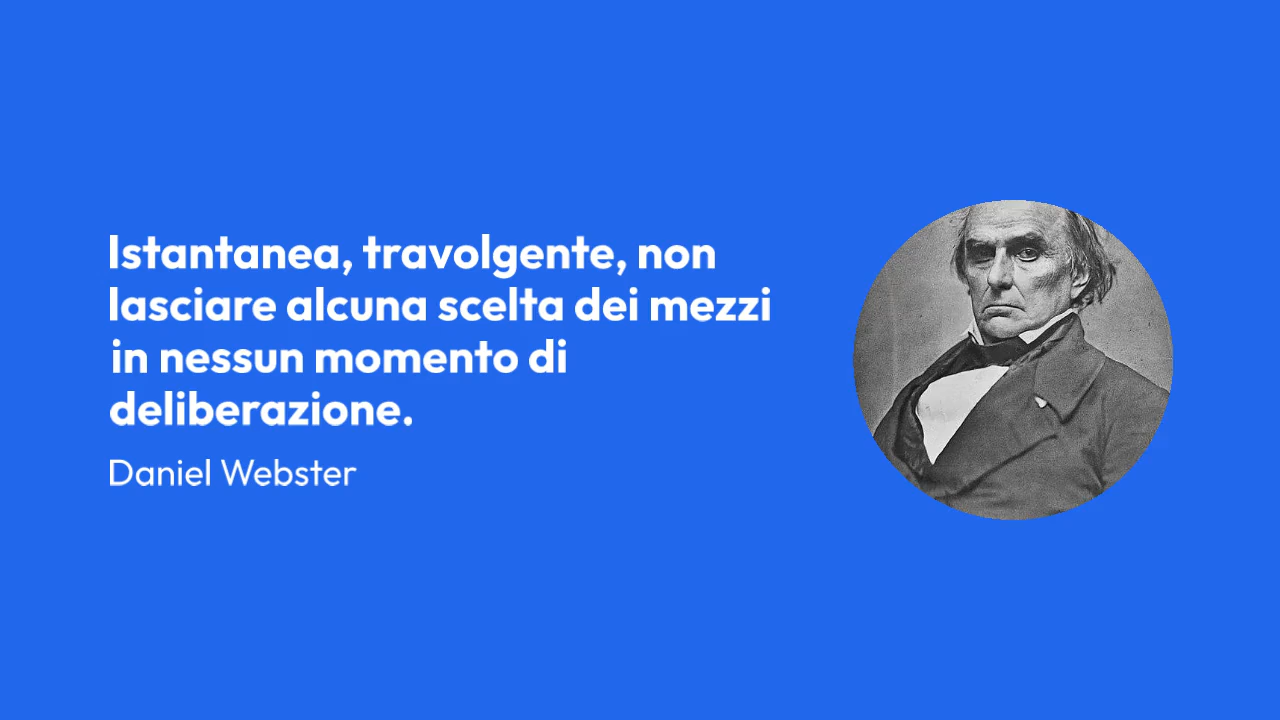 Istantanea, travolgente, non
lasciare alcuna scelta dei mezzi
in nessun momento di
deliberazione.
Daniel Webster